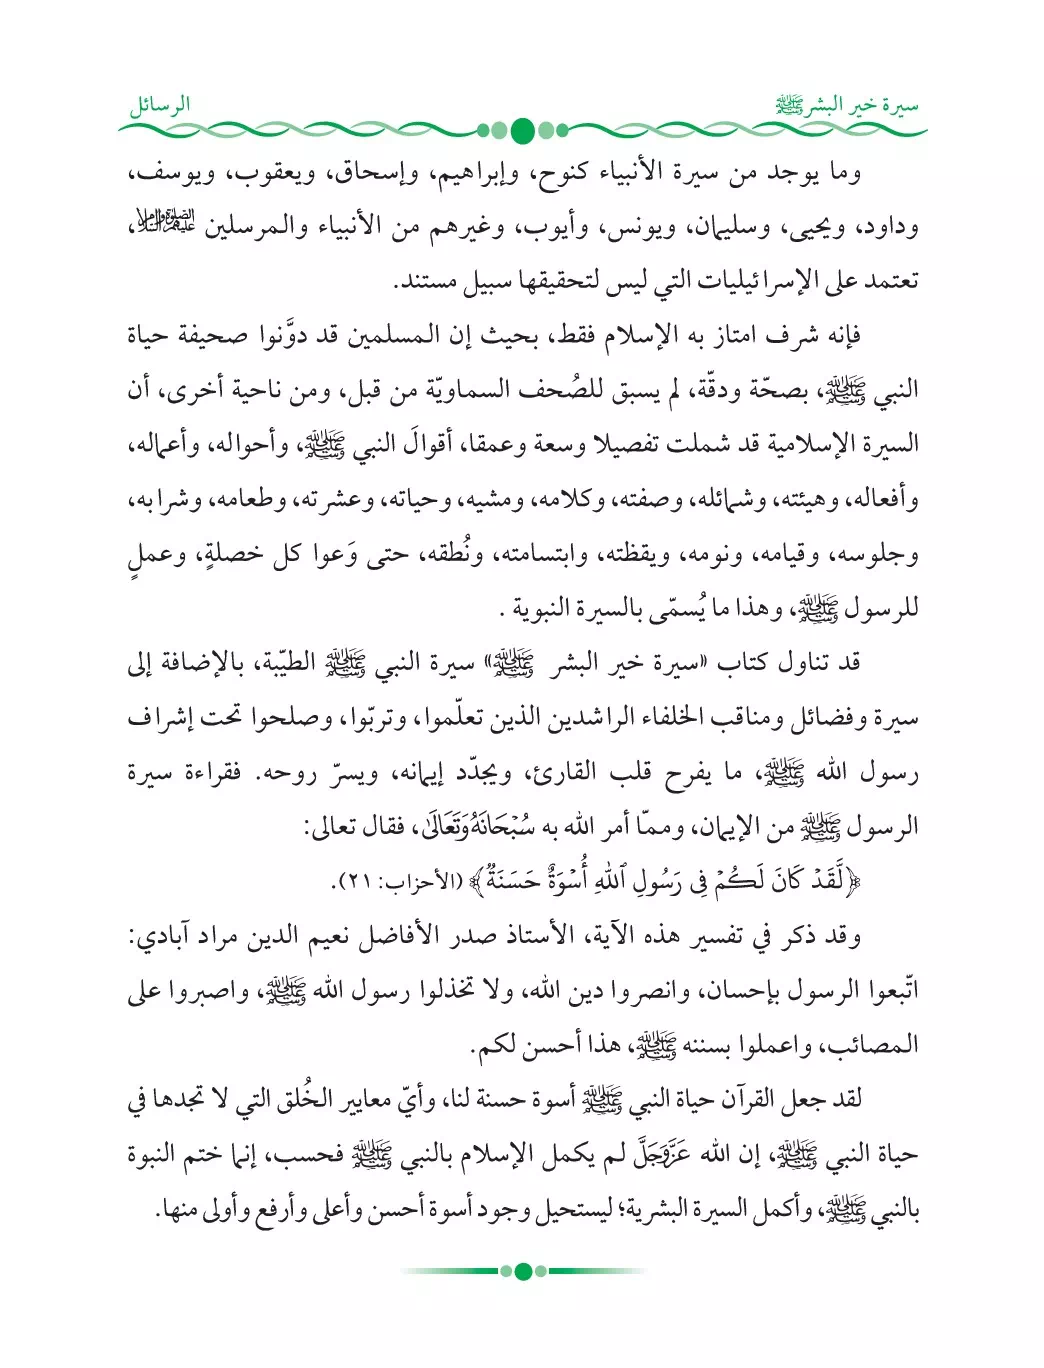 سيرة خير البشر ﷺ
الرسائل
وما يوجد من سيرة الأنبياء كنوح، وإبراهيم، وإسحاق، ويعقوب، ويوسف،
وداود، ويحيى، وسليمان، ويونس، وأيوب، وغيرهم من الأنبياء والمرسلين عليهم الصلاة والسلام،
تعتمد على الإسرائيليات التي ليس لتحقيقها سبيل مستند.
فإنه شرف امتاز به الإسلام فقط، بحيث إن المسلمين قد دوَّنوا صحيفة حياة
النبي ﷺ، بصحّة ودقّة، لم يسبق للصُحف السماويّة من قبل، ومن ناحية أخرى، أن
السيرة الإسلامية قد شملت تفصيلا وسعة وعمقا، أقوالَ النبي ﷺ، وأحواله، وأعماله،
وأفعاله، وهيئته، وشمائله، وصفته، وكلامه، ومشيه، وحياته، وعشرته، وطعامه، وشرابه،
وجلوسه، وقيامه، ونومه، ويقظته، وابتسامته، ونُطقه، حتى وَعوا كل خصلةٍ، وعملٍ
للرسول ﷺ، وهذا ما يُسمّى بالسيرة النبوية .
قد تناول كتاب «سيرة خير البشر ﷺ» سيرة النبي ﷺ الطيّبة، بالإضافة إلى
سيرة وفضائل ومناقب الخلفاء الراشدين الذين تعلّموا، وتربّوا، وصلحوا تحت إشراف
رسول الله ﷺ، ما يفرح قلب القارئ، ويجدّد إيمانه، ويسرّ روحه. فقراءة سيرة
الرسول ﷺ من الإيمان، وممّا أمر الله به سُبْحَانَهُ وَتَعَالَى، فقال تعالى:
﴿لَّقَدۡ كَانَ لَكُمۡ فِي رَسُولِ ٱللَّهِ أُسۡوَةٌ حَسَنَةٞ﴾ (الأحزاب: ٢١).
وقد ذكر في تفسير هذه الآية، الأستاذ صدر الأفاضل نعيم الدين مراد آبادي:
اتّبعوا الرسول بإحسان، وانصروا دين الله، ولا تخذلوا رسول الله ﷺ، واصبروا على
المصائب، واعملوا بسننه ﷺ، هذا أحسن لكم.
لقد جعل القرآن حياة النبي ﷺ أسوة حسنة لنا، وأيّ معايير الخُلق التي لا تجدها في
حياة النبي ﷺ، إن الله عَزَّوَجَلَّ لم يكمل الإسلام بالنبي ﷺ فحسب، إنما ختم النبوة
بالنبي ﷺ، وأكمل السيرة البشرية؛ ليستحيل وجود أسوة أحسن وأعلى وأرفع وأولى منها.